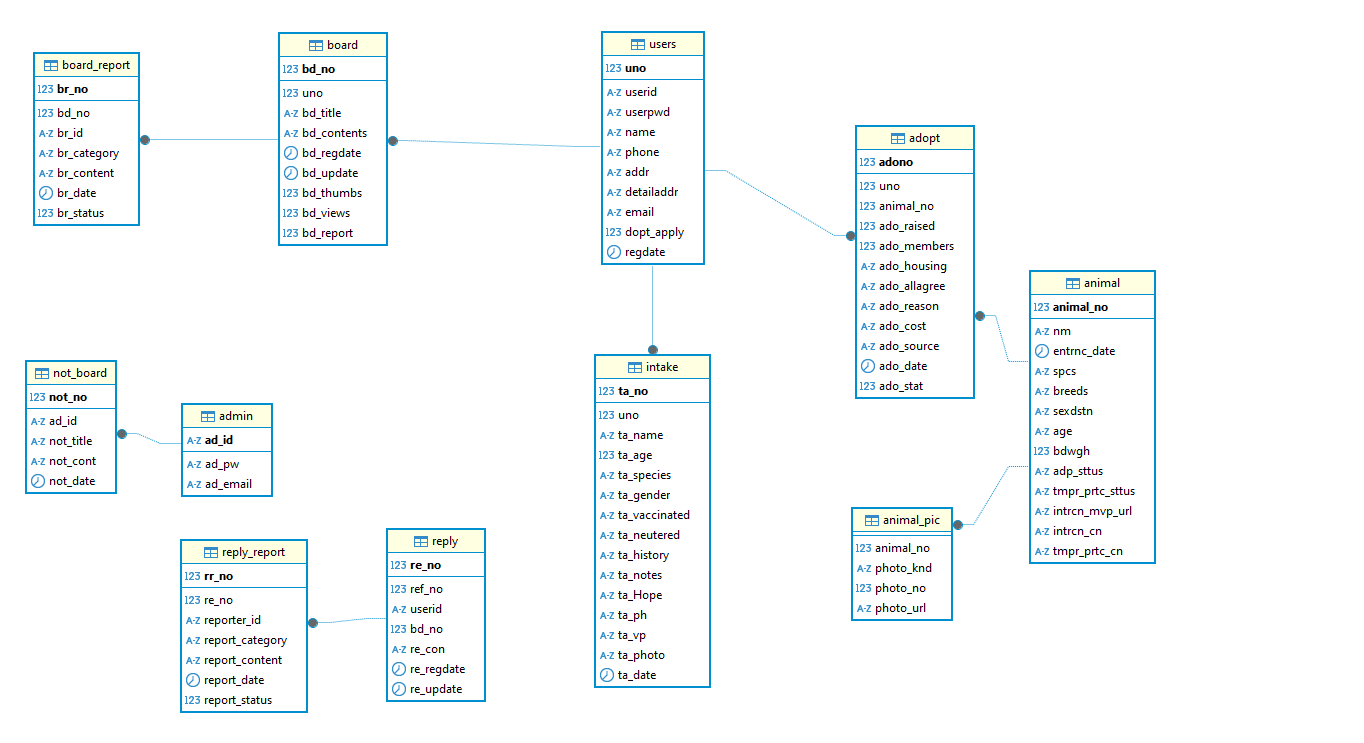 board_report
123 br_no
123 bd_no
A-Z br_id
A-Z br_category
A-Z br_content
br_date
123 br_status
board
123 bd_no
123 uno
A-Z bd_title
A-Z bd_contents
bd_regdate
bd_update
123 bd_thumbs
123 bd_views
123 bd_report
users
123 uno
A-Z userid
A-Z userpwd
A-Z name
A-Z phone
A-Z addr
A-Z detailaddr
A-Z email
123 dopt_apply
regdate
adopt
123 adono
123 uno
123 animal_no
123 ado_raised
123 ado_members
A-Z ado_housing
A-Z ado_allagree
A-Z ado_reason
A-Z ado_cost
A-Z ado_source
ado_date
123 ado_stat
animal
123 animal_no
A-Z nm
entrnc_date
A-Z spcs
A-Z breeds
A-Z sexdstn
A-Z age
123 bdwgh
A-Z adp_sttus
A-Z tmpr_prtc_sttus
A-Z intrcn_mvp_url
A-Z intrcn_cn
A-Z tmpr_prtc_cn
not_board
123 not_no
A-Z ad_id
A-Z not_title
A-Z not_cont
not_date
admin
A-Z ad_id
A-Z ad_pw
A-Z ad_email
intake
123 ta_no
123 uno
A-Z ta_name
123 ta_age
A-Z ta_species
A-Z ta_gender
A-Z ta_vaccinated
A-Z ta_neutered
A-Z ta_history
A-Z ta_notes
A-Z ta_Hope
A-Z ta_ph
A-Z ta_vp
A-Z ta_photo
ta_date
animal_pic
123 animal_no
A-Z photo_knd
123 photo_no
A-Z photo_url
reply_report
123 rr_no
123 re_no
A-Z reporter_id
A-Z report_category
A-Z report_content
report_date
123 report_status
reply
123 re_no
123 ref_no
A-Z userid
123 bd_no
A-Z re_con
re_regdate
re_update